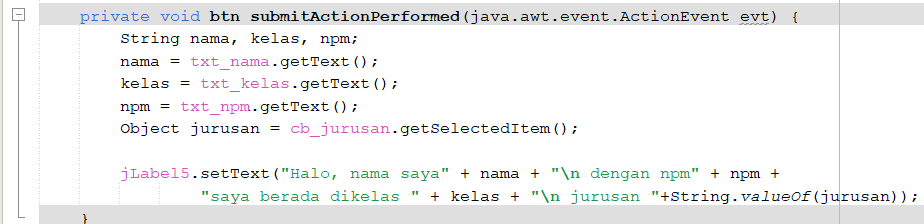 private void btn submitActionPerformed(java.awt.event.ActionEvent evt) {
String nama, kelas, npm;
nama = txt_nama.getText();
kelas = txt_kelas.getText();
npm = txt_npm.getText();
Object jurusan = cb_jurusan.getSelectedItem();
jLabel5.setText("Halo, nama saya" + nama + "\n dengan npm" + npm +
"saya berada dikelas " + kelas + "\n jurusan "+String.valueOf(jurusan));
}